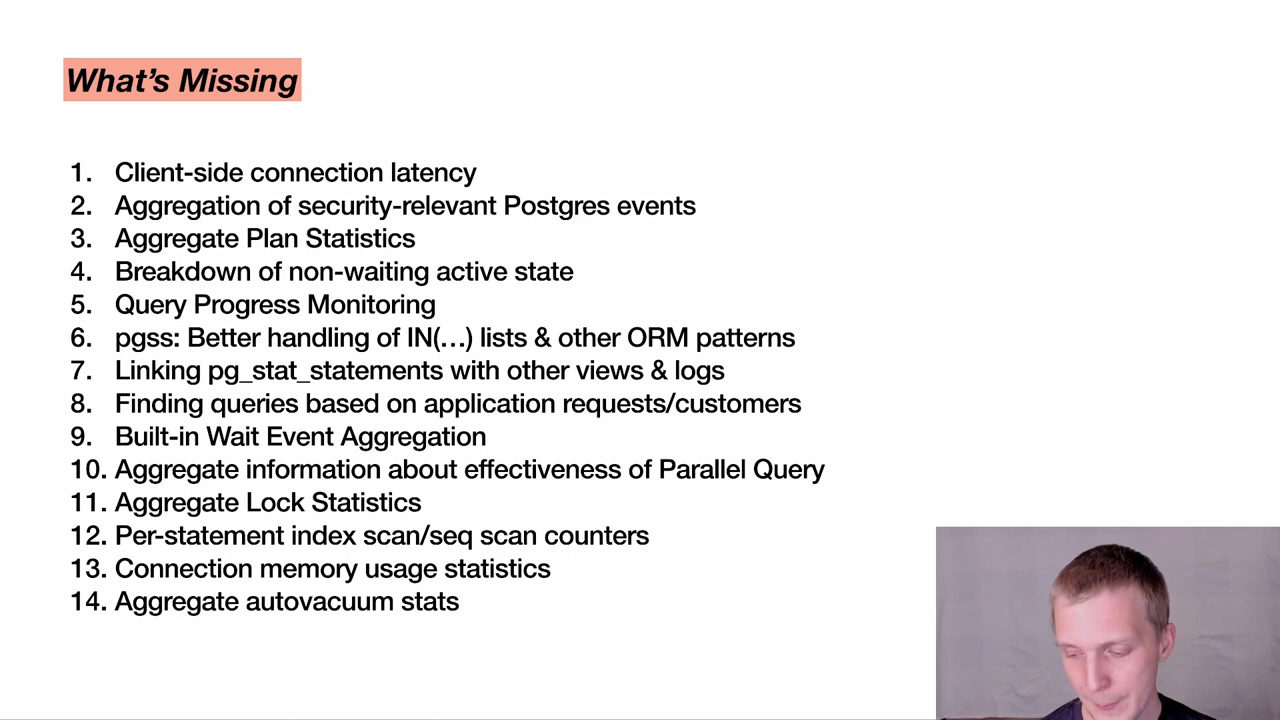 What's Missing
1. Client-side connection latency
2. Aggregation of security-relevant Postgres events
3. Aggregate Plan Statistics
4. Breakdown of non-waiting active state
5. Query Progress Monitoring
6. pgss: Better handling of IN(…) lists & other ORM patterns
7. Linking pg_stat_statements with other views & logs
8. Finding queries based on application requests/customers
9. Built-in Wait Event Aggregation
10. Aggregate information about effectiveness of Parallel Query
11. Aggregate Lock Statistics
12. Per-statement index scan/seq scan counters
13. Connection memory usage statistics
14. Aggregate autovacuum stats